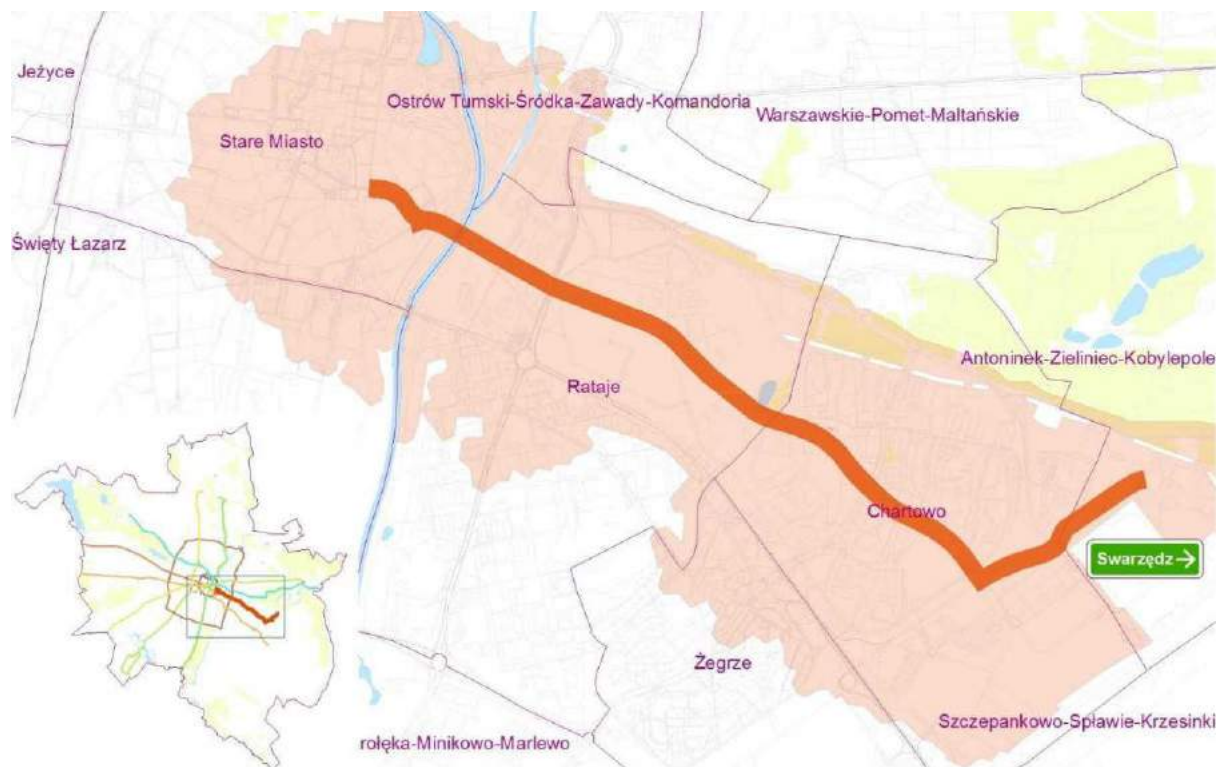 Jeżyce
Ostrów Tumski-Śródka-Zawady-Komandoria
Warszawskie-Pomet-Maltańskie
Stare Miasto
Święty Łazarz
Antoninek-Zieliniec-Kobylepole
Rataje
Chartowo
Swarzędz→
Żegrze
Szczepankowo-Spławie-Krzesinki
rołęka-Minikowo-Marlewo